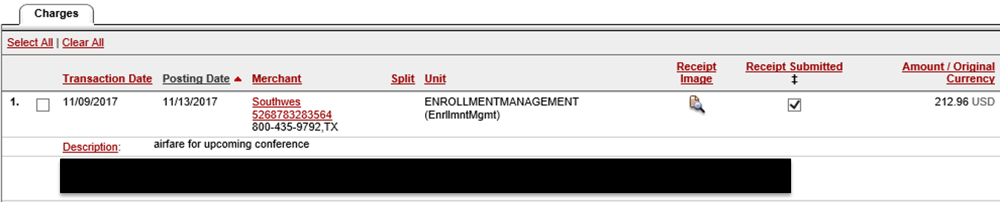 Charges
Select All | Clear All
Transaction Date Posting Date Merchant Split Unit Receipt Image Receipt Submitted ‡ Amount / Original Currency
1. 11/09/2017 11/13/2017 Southwes ENROLLMENTMANAGEMENT 212.96 USD
5268783283564 (EnrllmntMgmt)
800-435-9792,TX
Description: airfare for upcoming conference